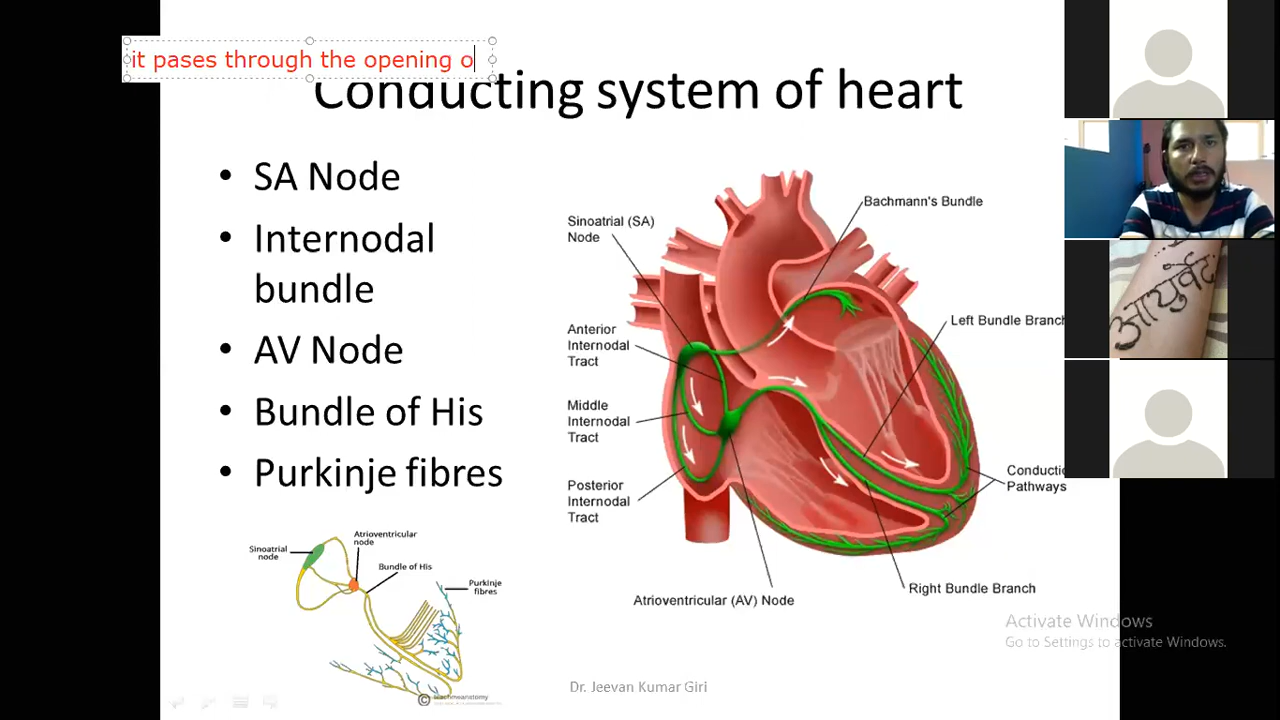 it pases through the opening o
Conducting system of heart
• SA Node
• Internodal
bundle
• AV Node
• Bundle of His
• Purkinje fibres
Sinoatrial (SA)
Node
Bachmann's Bundle
Anterior
Internodal
Tract
Left Bundle Branch
Middle
Internodal
Tract
Posterior
Internodal
Tract
Conductic
Pathways
Right Bundle Branch
Atrioventricular (AV) Node
Sinoatrial
node
Atrioventricular
node
Bundle of His
Purkinje
fibres
© teachmeanatomy
Dr. Jeevan Kumar Giri
Activate Windows
Go to Settings to activate Windows.
आयुर्वेद